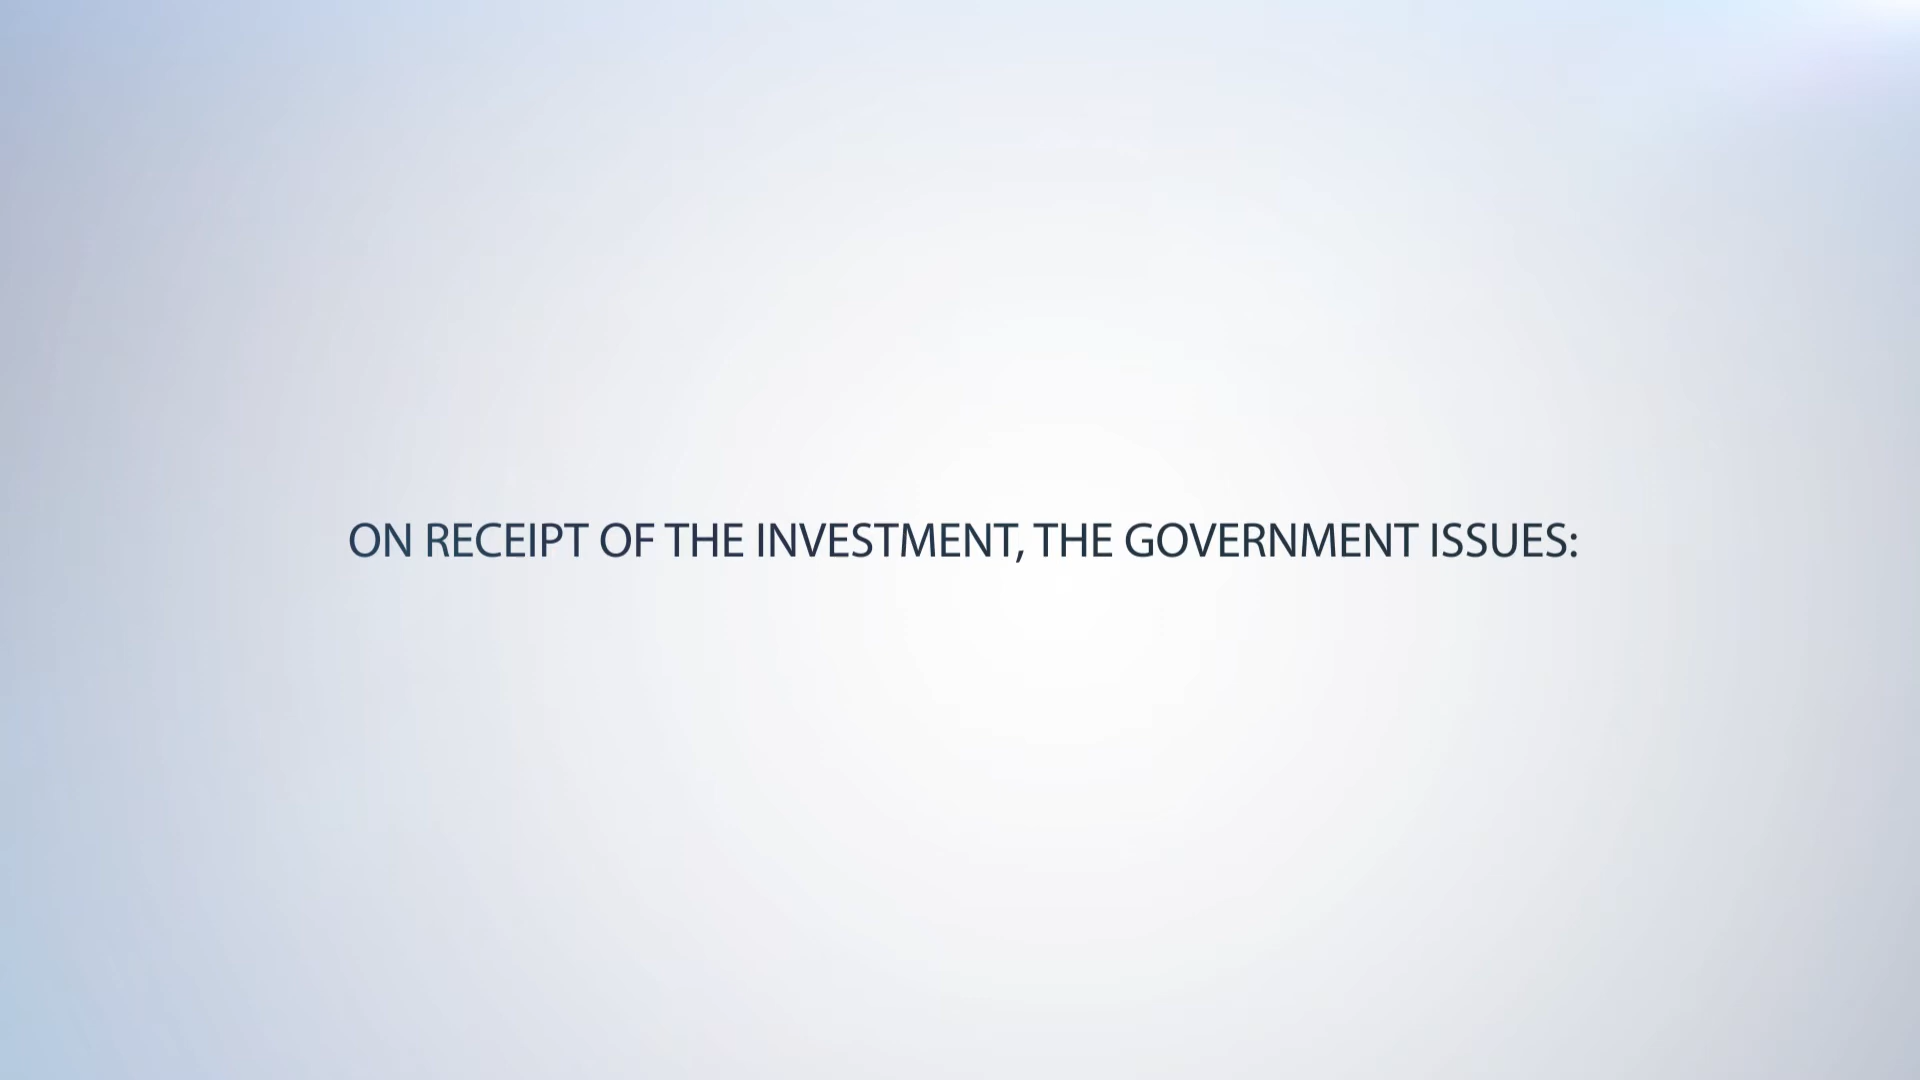 ON RECEIPT OF THE INVESTMENT, THE GOVERNMENT ISSUES: